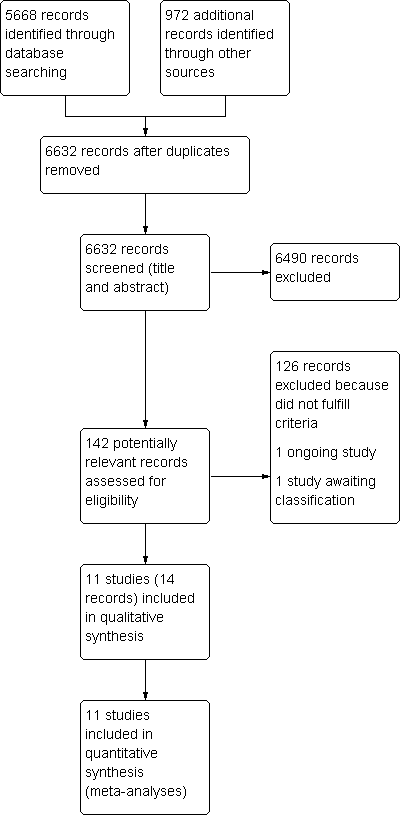 5668 records
identified through
database
searching
972 additional
records identified
through other
sources
6632 records after duplicates
removed
6632 records
screened (title
and abstract)
6490 records
excluded
126 records
excluded because
did not fulfill
criteria
1 ongoing study
1 study awaiting
classification
142 potentially
relevant records
assessed for
eligibility
11 studies (14
records) included
in qualitative
synthesis
11 studies
included in
quantitative
synthesis
(meta-analyses)